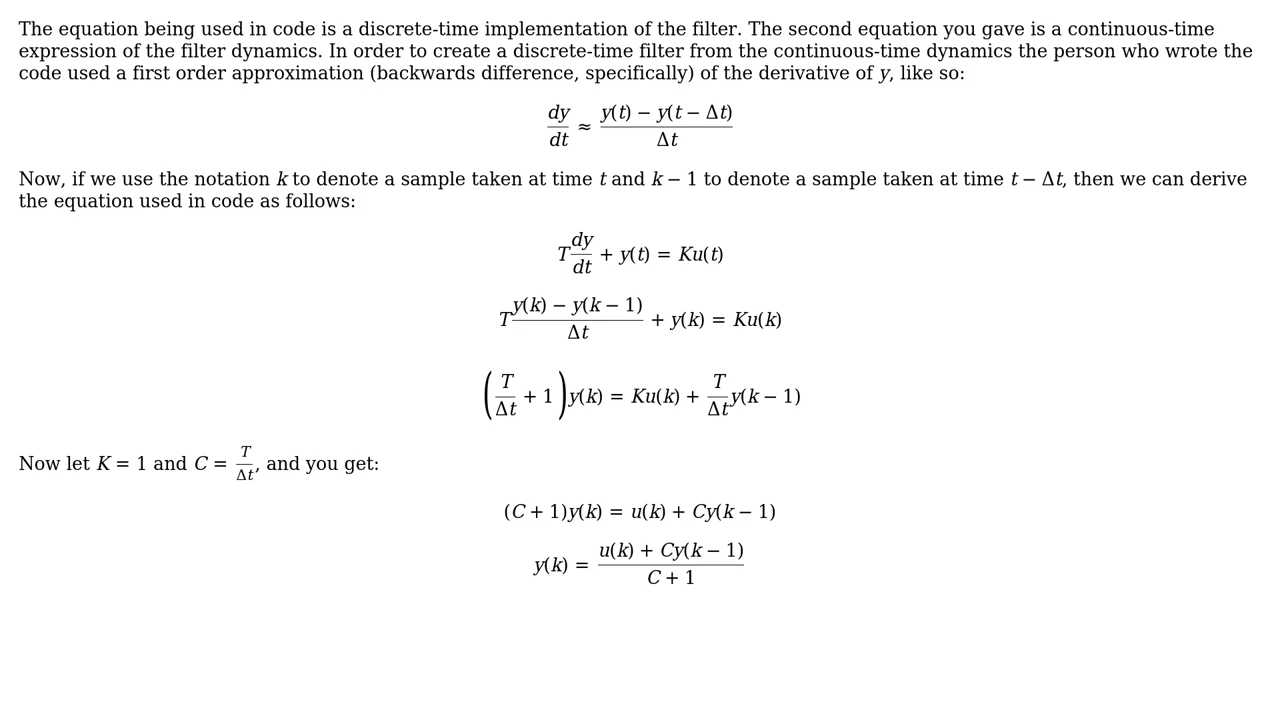 The equation being used in code is a discrete-time implementation of the filter. The second equation you gave is a continuous-time
expression of the filter dynamics. In order to create a discrete-time filter from the continuous-time dynamics the person who wrote the
code used a first order approximation (backwards difference, specifically) of the derivative of y, like so:
dy/dt ≈ (y(t) − y(t − Δt))/Δt
Now, if we use the notation k to denote a sample taken at time t and k − 1 to denote a sample taken at time t − Δt, then we can derive
the equation used in code as follows:
T dy/dt + y(t) = Ku(t)
T (y(k) − y(k − 1))/Δt + y(k) = Ku(k)
(T/Δt + 1)y(k) = Ku(k) + T/Δt y(k − 1)
Now let K = 1 and C = T/Δt, and you get:
(C + 1)y(k) = u(k) + Cy(k − 1)
y(k) = (u(k) + Cy(k − 1))/(C + 1)